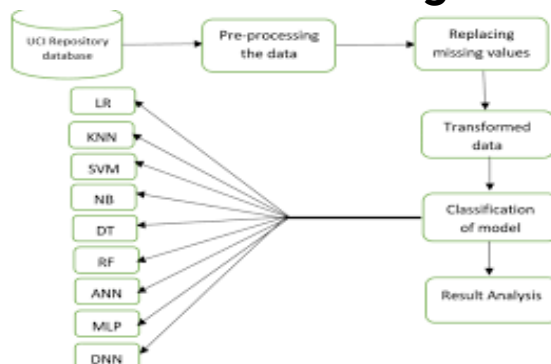 UCI Repository
database
Pre-processing
the data
Replacing
missing values
Transformed
data
Classification
of model
Result Analysis
LR
KNN
SVM
NB
DT
RF
ANN
MLP
DNN